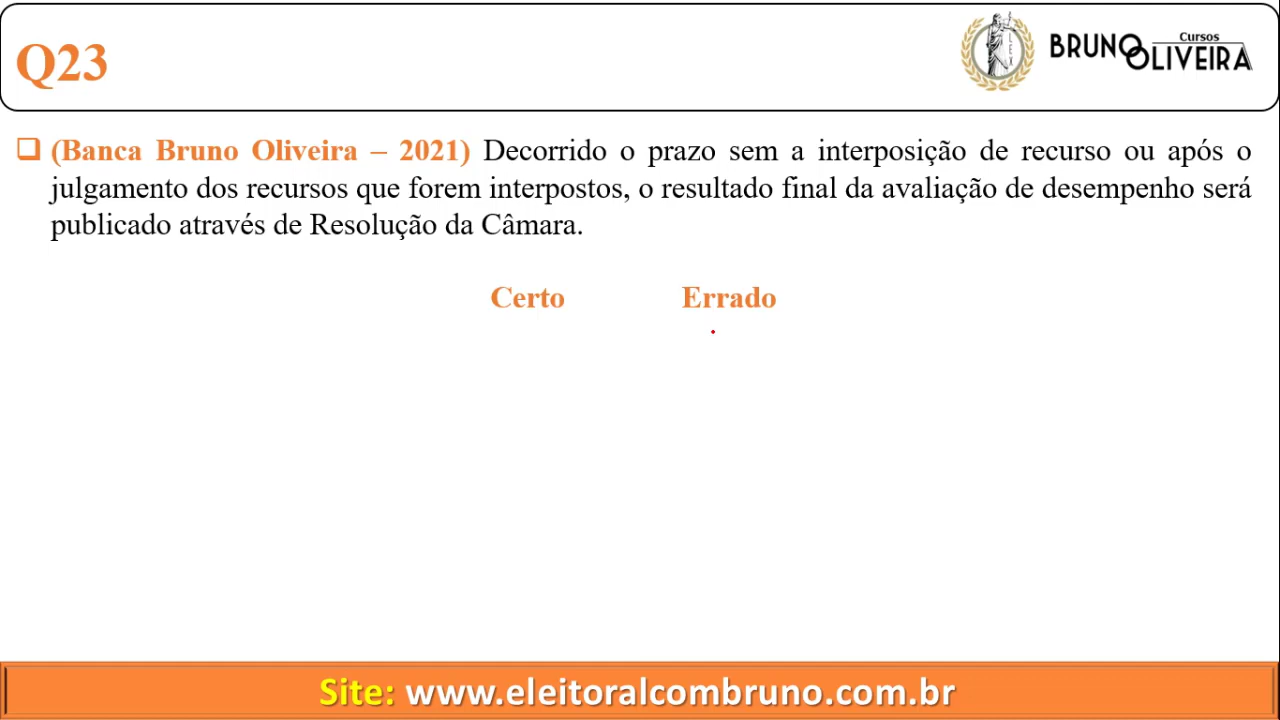 Q23
Cursos
BRUNO
OLIVEIRA
(Banca Bruno Oliveira – 2021) Decorrido o prazo sem a interposição de recurso ou após o
julgamento dos recursos que forem interpostos, o resultado final da avaliação de desempenho será
publicado através de Resolução da Câmara.
Certo Errado
Site: www.eleitoralcombruno.com.br